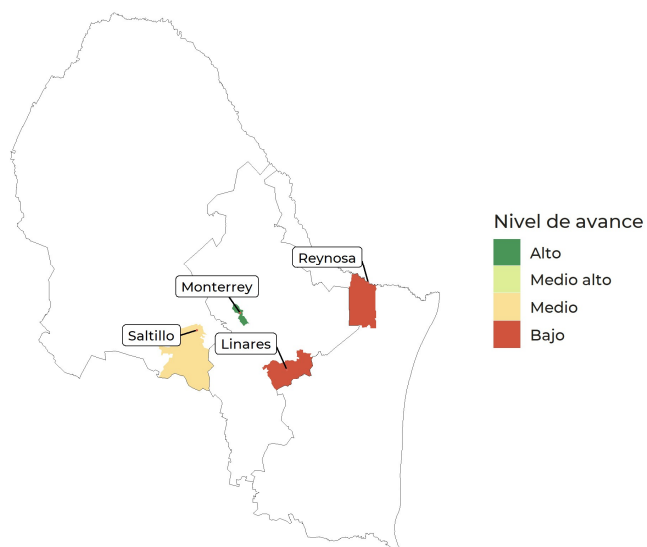 Nivel de avance
Alto
Medio alto
Medio
Bajo
Reynosa
Monterrey
Saltillo
Linares